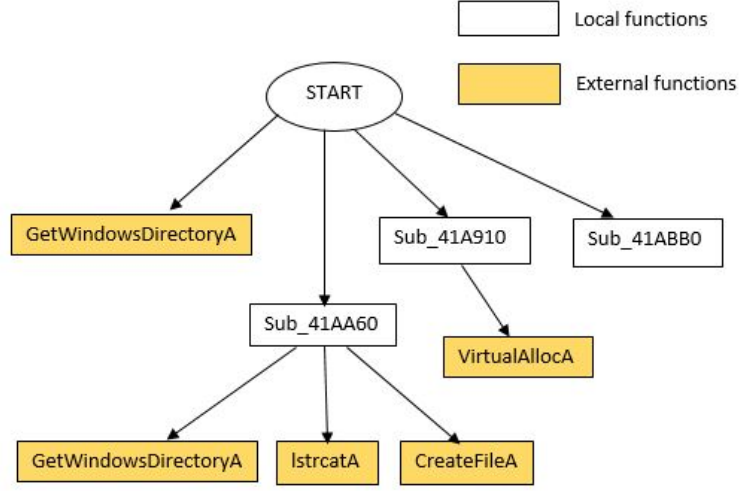 Local functions
External functions
START
GetWindowsDirectoryA
Sub_41A910
Sub_41ABB0
Sub_41AA60
VirtualAllocA
GetWindowsDirectoryA
lstrcatA
CreateFileA